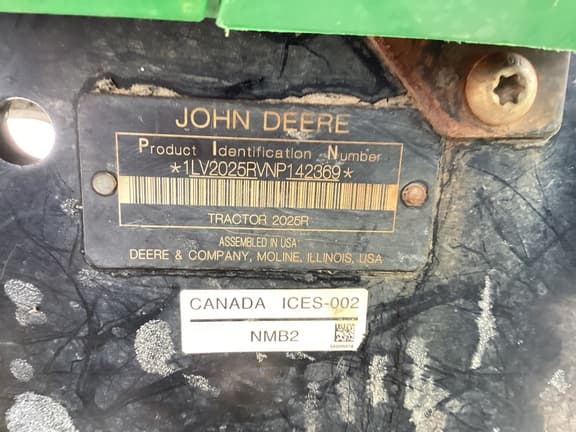 JOHN DEERE
Product Identification Number
*1LV2025RVNP142369*
TRACTOR 2025R
ASSEMBLED IN USA
DEERE & COMPANY, MOLINE, ILLINOIS, USA
CANADA ICES-002
NMB2